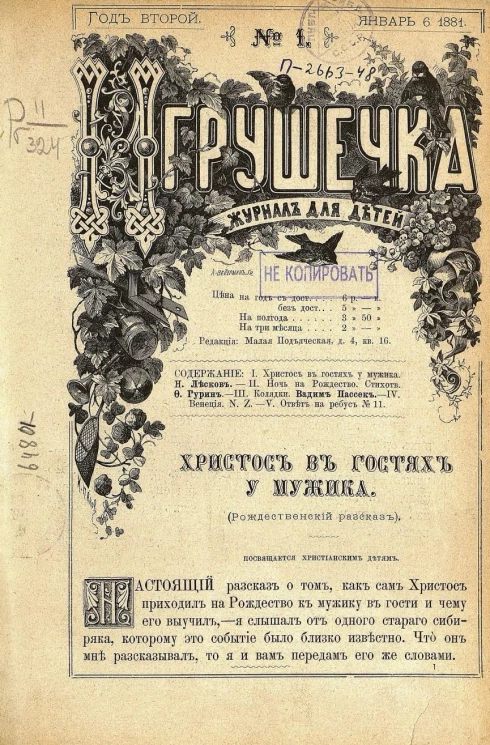 Годъ второй.
Январь 6 1881.
№ 1.
П-2663-48
11
324
Игрушечка
Журналъ для дѣтей
НЕ КОПИРОВАТЬ
Цѣна на годъ съ дост. . . . 6 р. — „
безъ дост. . . 5 „ — „
На полгода . . . . . . 3 „ 50 „
На три мѣсяца . . . . 2 „ — „
Редакція: Малая Подъяческая, д. 4, кв. 16.
СОДЕРЖАНІЕ: I. Христосъ въ гостяхъ у мужика.
Н. Лѣсковъ. — II. Ночь на Рождество. Стихотв.
Ѳ. Гуринъ.—III. Колядки. Вадимъ Пассекъ.—IV.
Венеція. N. Z. —V. Отвѣтъ на ребусъ № 11.
ХРИСТОСЪ ВЪ ГОСТЯХЪ
У МУЖИКА.
(Рождественскій разсказъ).
ПОСВЯЩАЕТСЯ ХРИСТІАНСКИМЪ ДѢТЯМЪ.
НАСТОЯЩІЙ разсказъ о томъ, какъ самъ Христосъ
приходилъ на Рождество къ мужику въ гости и чему
его выучилъ,—я слышалъ отъ одного стараго сиби-
ряка, которому это событіе было близко извѣстно. Что̀ онъ
мнѣ разсказывалъ, то я и вамъ передамъ его же словами.
1